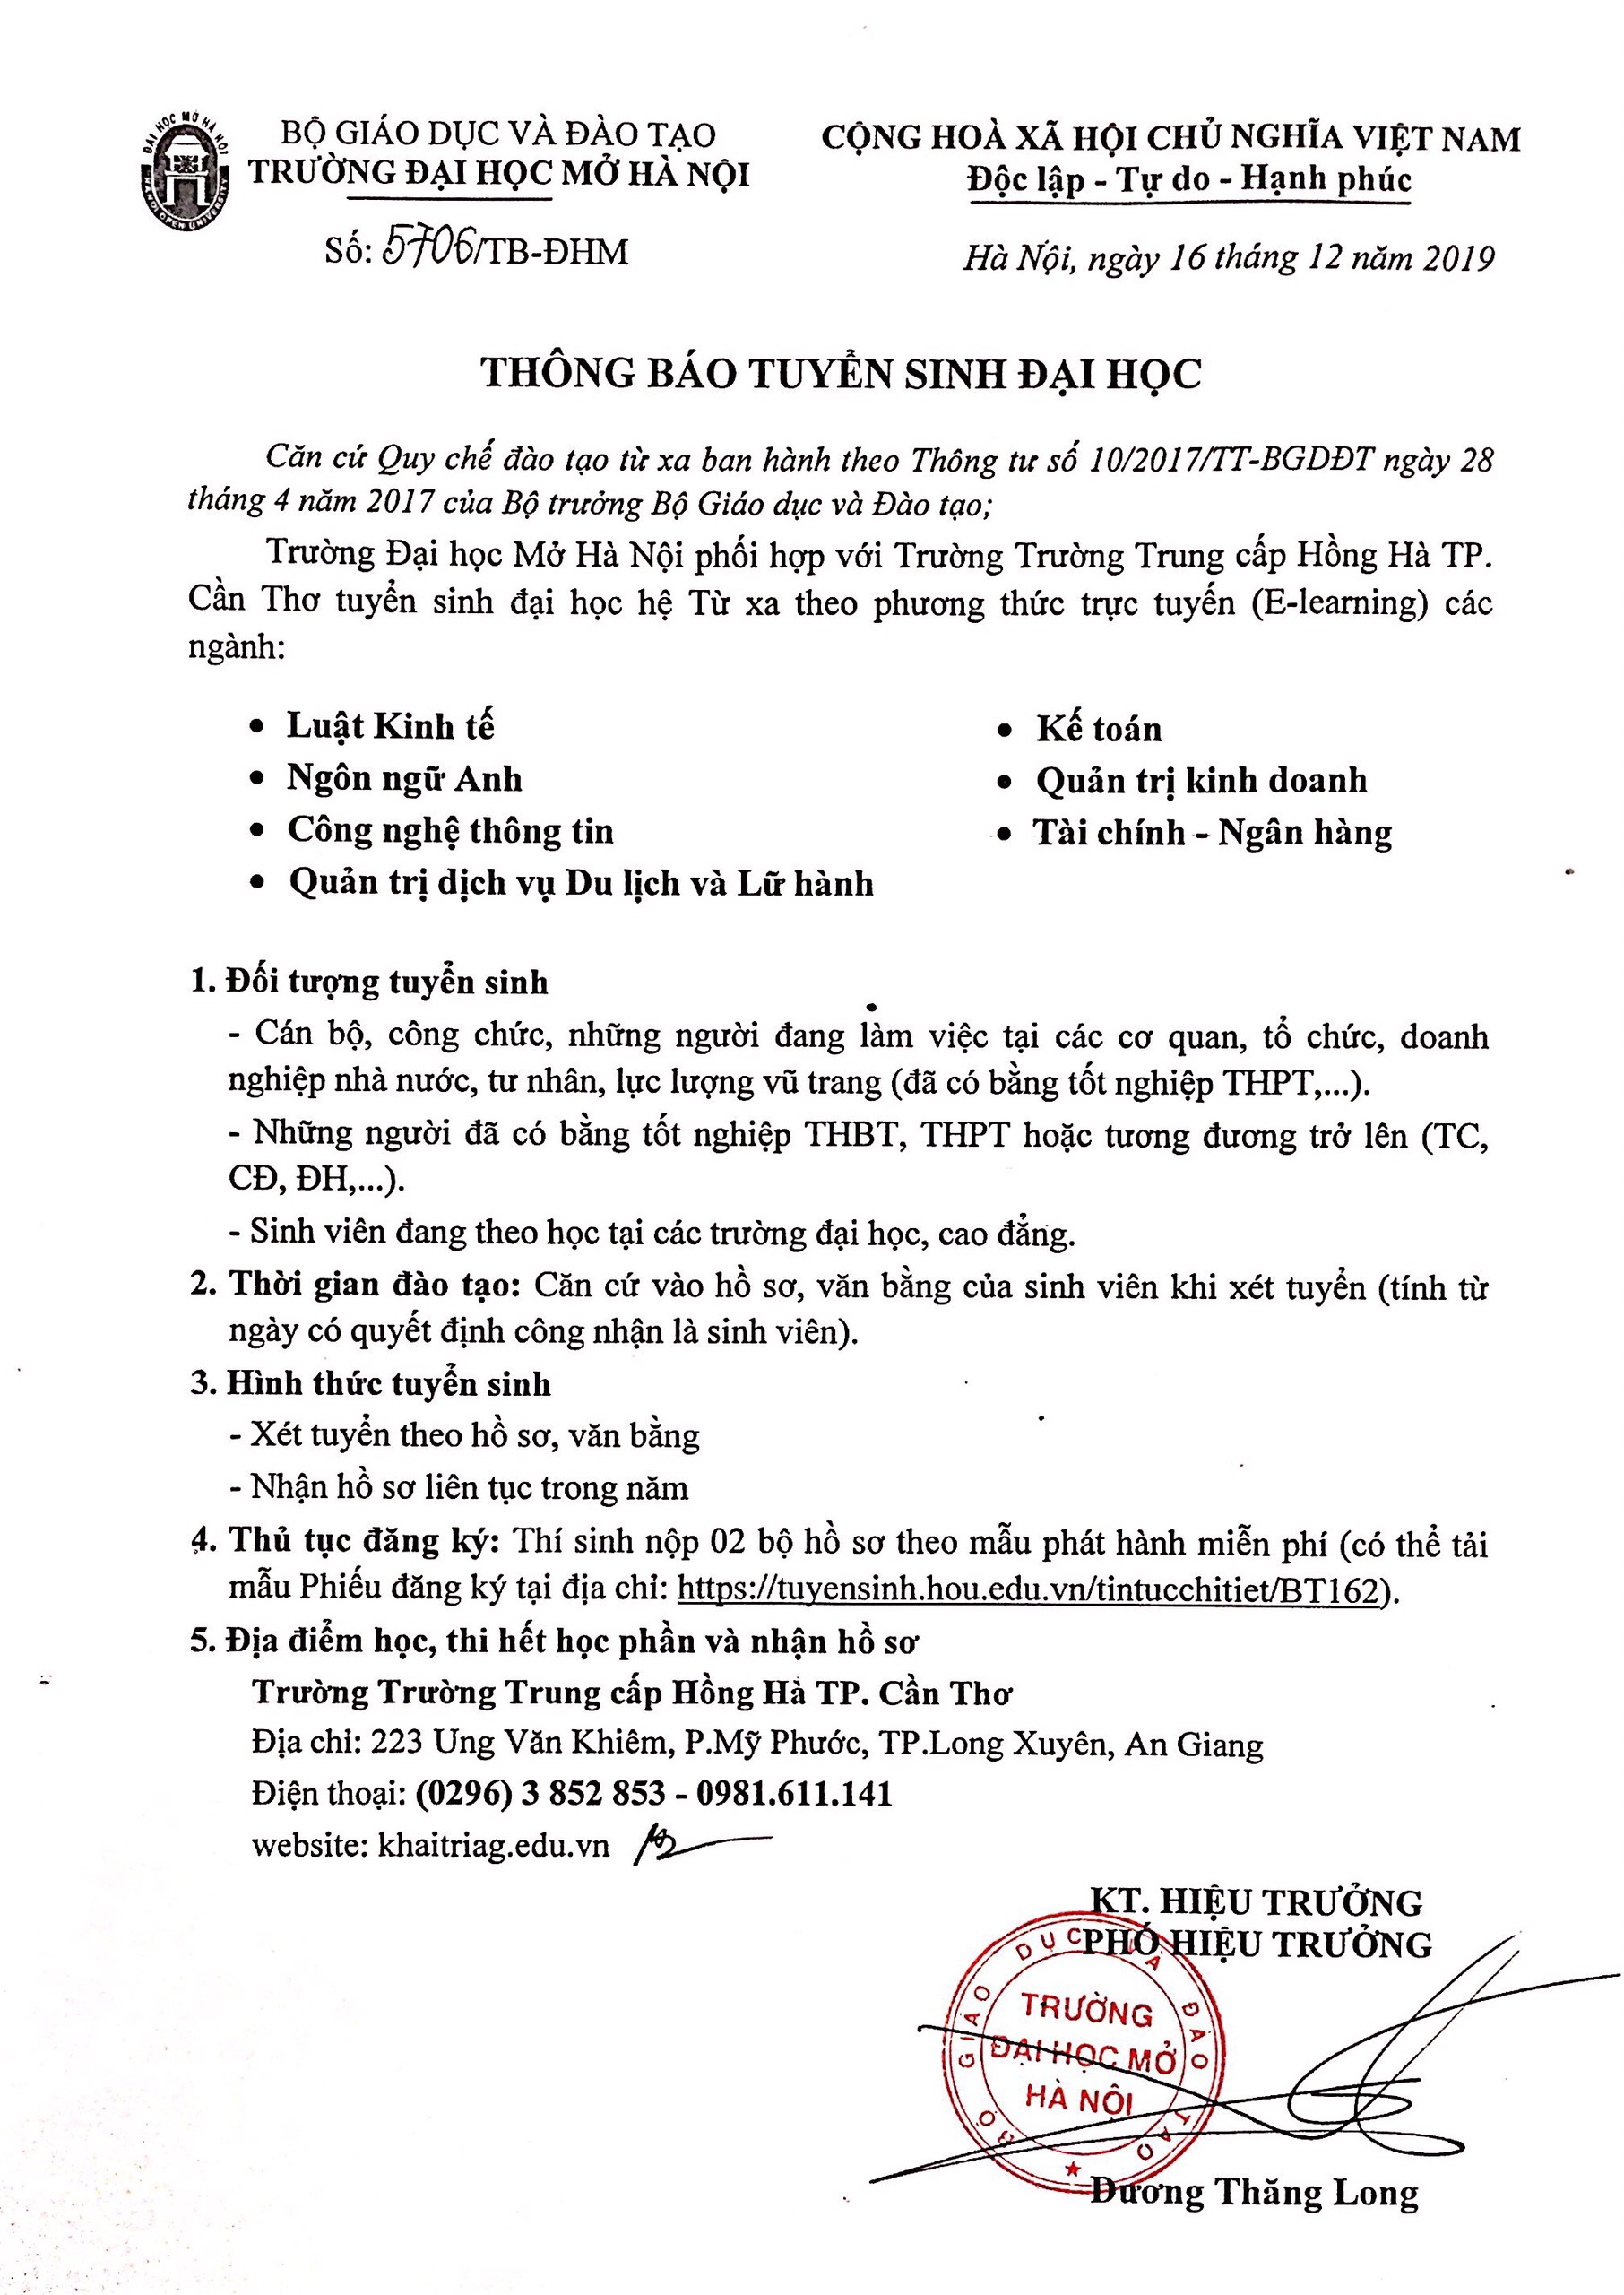 ĐẠI HỌC MỞ HÀ NỘI
HANOI OPEN UNIVERSITY
BỘ GIÁO DỤC VÀ ĐÀO TẠO
TRƯỜNG ĐẠI HỌC MỞ HÀ NỘI
Số: 5706/TB-ĐHM
CỘNG HOÀ XÃ HỘI CHỦ NGHĨA VIỆT NAM
Độc lập - Tự do - Hạnh phúc
Hà Nội, ngày 16 tháng 12 năm 2019
THÔNG BÁO TUYỂN SINH ĐẠI HỌC
Căn cứ Quy chế đào tạo từ xa ban hành theo Thông tư số 10/2017/TT-BGDĐT ngày 28
tháng 4 năm 2017 của Bộ trưởng Bộ Giáo dục và Đào tạo;
Trường Đại học Mở Hà Nội phối hợp với Trường Trường Trung cấp Hồng Hà TP.
Cần Thơ tuyển sinh đại học hệ Từ xa theo phương thức trực tuyến (E-learning) các
ngành:
• Luật Kinh tế
• Ngôn ngữ Anh
• Công nghệ thông tin
• Quản trị dịch vụ Du lịch và Lữ hành
• Kế toán
• Quản trị kinh doanh
• Tài chính - Ngân hàng
1. Đối tượng tuyển sinh
- Cán bộ, công chức, những người đang làm việc tại các cơ quan, tổ chức, doanh
nghiệp nhà nước, tư nhân, lực lượng vũ trang (đã có bằng tốt nghiệp THPT,...).
- Những người đã có bằng tốt nghiệp THBT, THPT hoặc tương đương trở lên (TC,
CĐ, ĐH,...).
- Sinh viên đang theo học tại các trường đại học, cao đẳng.
2. Thời gian đào tạo: Căn cứ vào hồ sơ, văn bằng của sinh viên khi xét tuyển (tính từ
ngày có quyết định công nhận là sinh viên).
3. Hình thức tuyển sinh
- Xét tuyển theo hồ sơ, văn bằng
- Nhận hồ sơ liên tục trong năm
4. Thủ tục đăng ký: Thí sinh nộp 02 bộ hồ sơ theo mẫu phát hành miễn phí (có thể tải
mẫu Phiếu đăng ký tại địa chỉ: https://tuyensinh.hou.edu.vn/tintucchitiet/BT162).
5. Địa điểm học, thi hết học phần và nhận hồ sơ
Trường Trường Trung cấp Hồng Hà TP. Cần Thơ
Địa chỉ: 223 Ung Văn Khiêm, P.Mỹ Phước, TP.Long Xuyên, An Giang
Điện thoại: (0296) 3 852 853 - 0981.611.141
website: khaitriag.edu.vn
KT. HIỆU TRƯỞNG
PHÓ HIỆU TRƯỞNG
BỘ GIÁO DỤC VÀ ĐÀO TẠO
TRƯỜNG
ĐẠI HỌC MỞ
HÀ NỘI
Dương Thăng Long